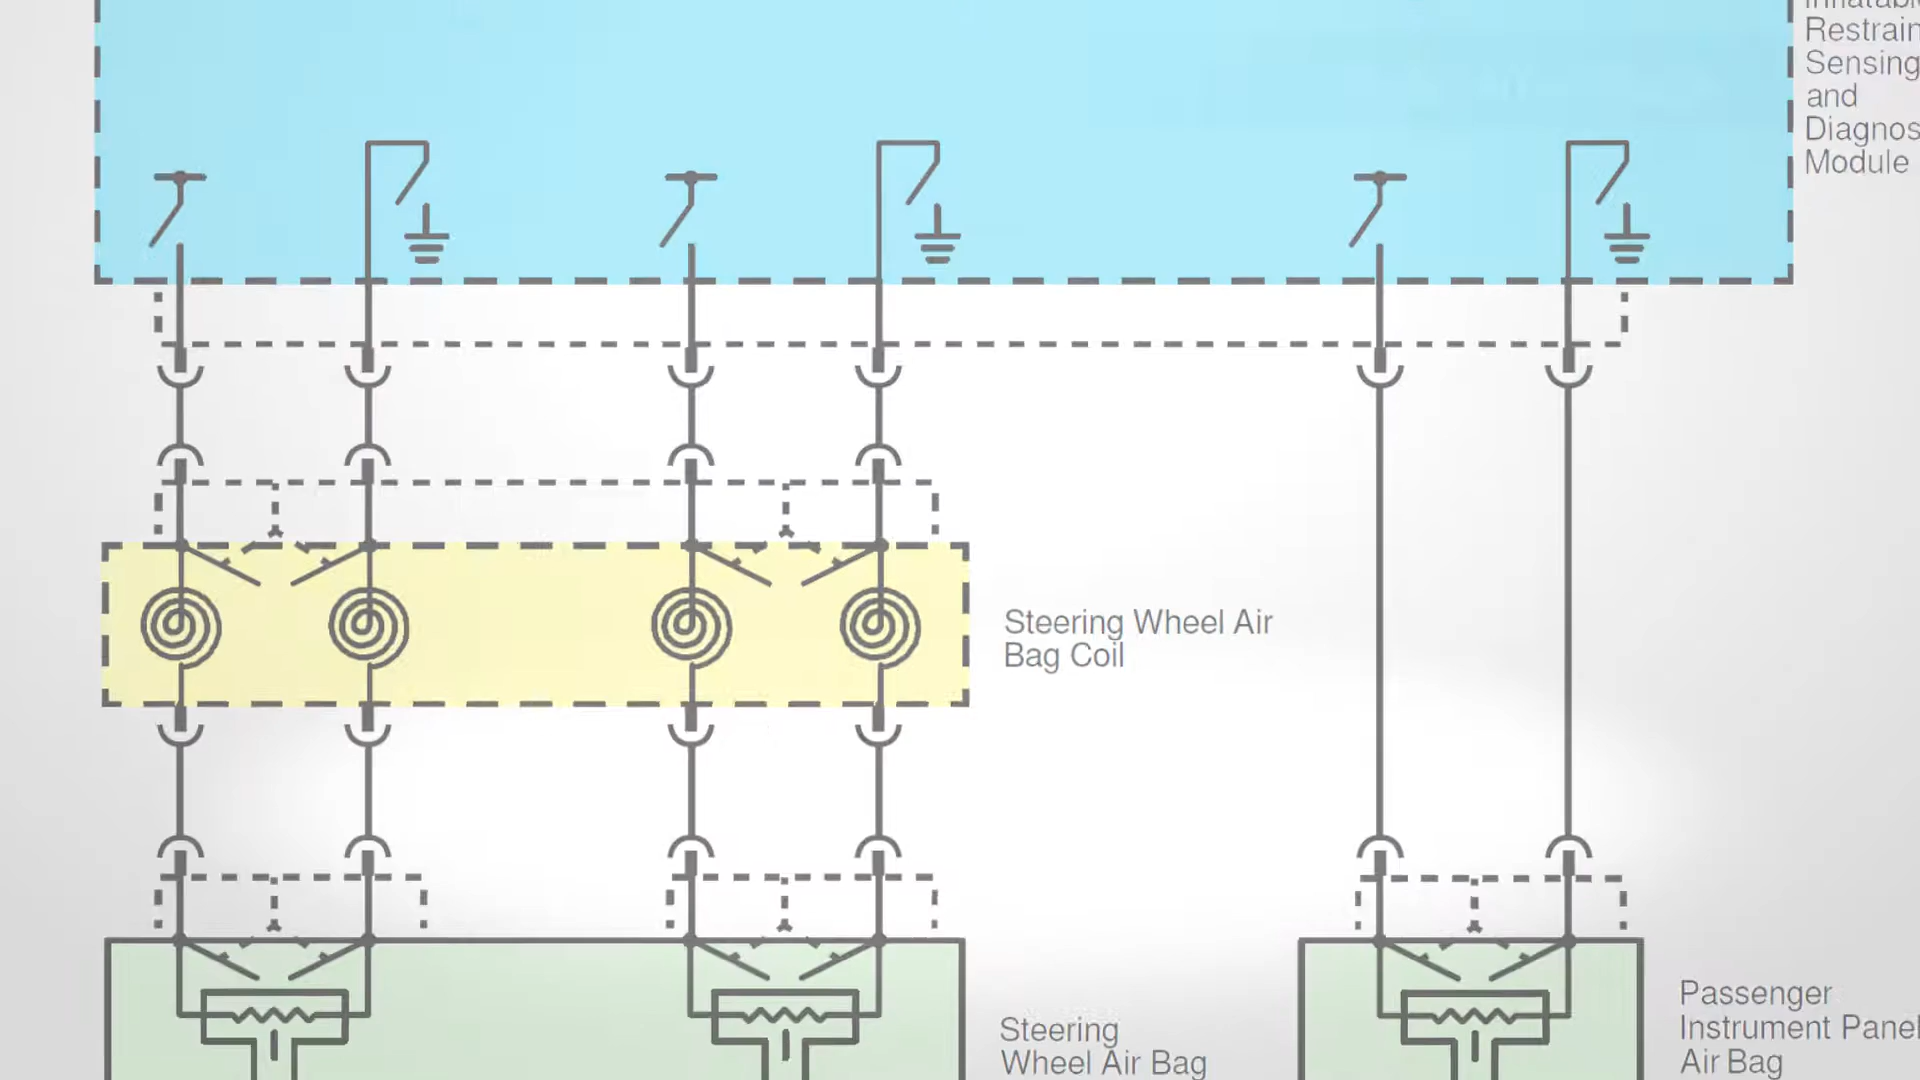 Restrain
Sensing
and
Diagnos
Module
Steering Wheel Air
Bag Coil
Passenger
Instrument Panel
Air Bag
Steering
Wheel Air Bag